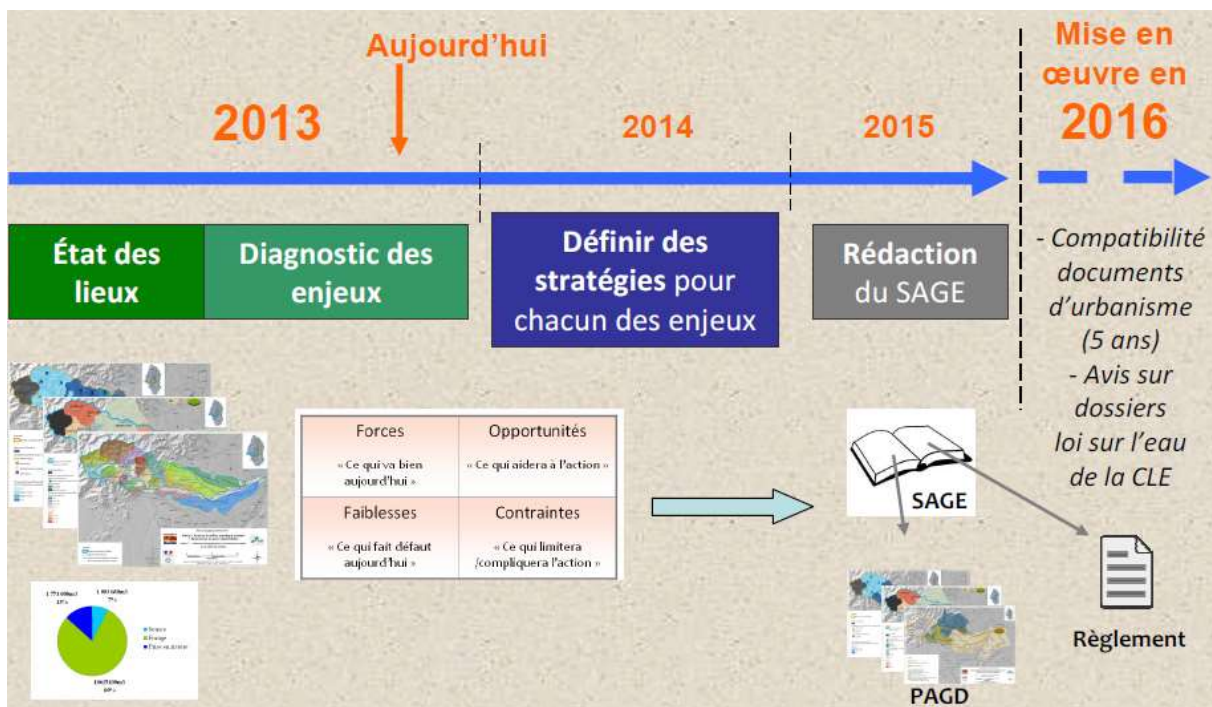 Aujourd'hui
2013
2014
2015
Mise en
œuvre en
2016
État des
lieux
Diagnostic des
enjeux
Définir des
stratégies pour
chacun des enjeux
Rédaction
du SAGE
- Compatibilité
documents
d'urbanisme
(5 ans)
- Avis sur
dossiers
loi sur l'eau
de la CLE
Forces
« Ce qui va bien
aujourd'hui »
Opportunités
« Ce qui aidera à l'action »
Faiblesses
« Ce qui fait défaut
aujourd'hui »
Contraintes
« Ce qui limitera
/compliquera l'action »
SAGE
Règlement
PAGD
Forage